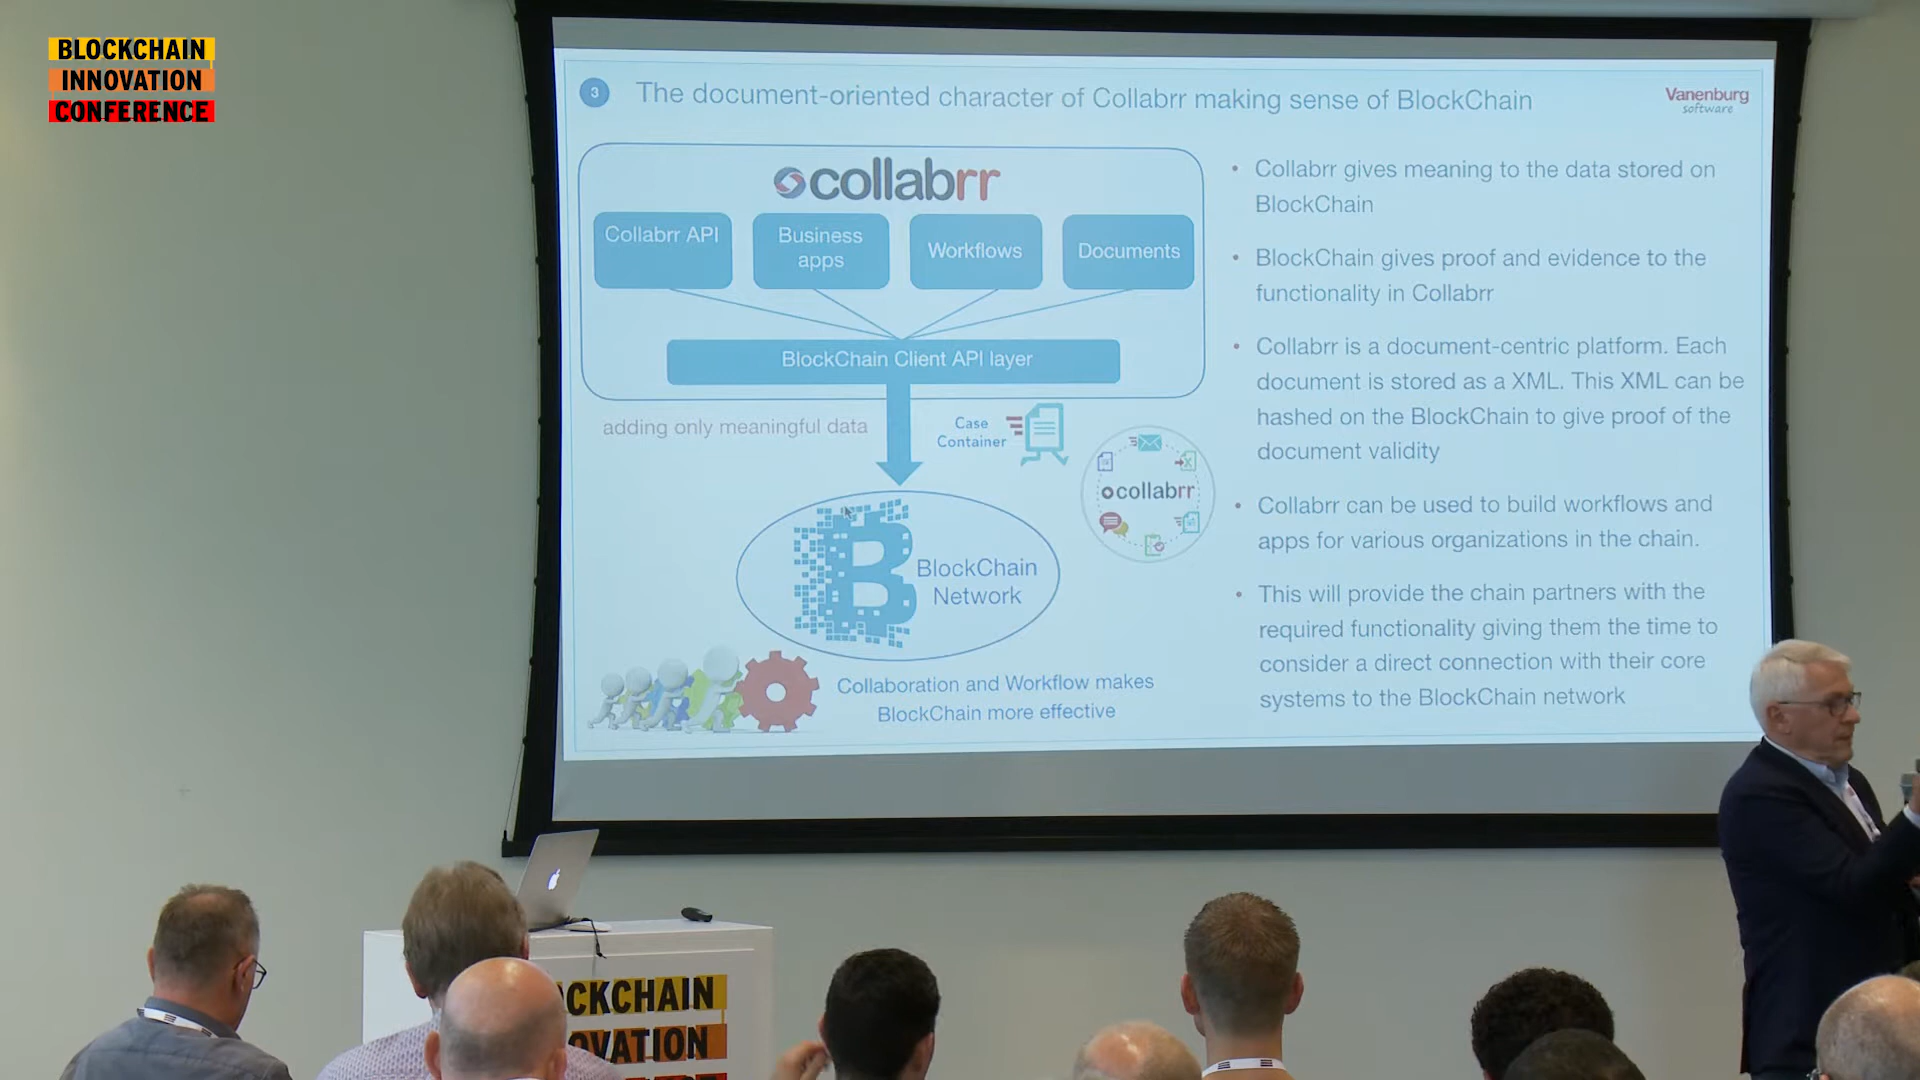 BLOCKCHAIN
INNOVATION
CONFERENCE
3
The document-oriented character of Collabrr making sense of BlockChain
Vanenburg
software
collabrr
Collabrr API
Business
apps
Workflows
Documents
BlockChain Client API layer
adding only meaningful data
Case
Container
collabrr
BlockChain
Network
Collaboration and Workflow makes
BlockChain more effective
• Collabrr gives meaning to the data stored on
BlockChain
• BlockChain gives proof and evidence to the
functionality in Collabrr
• Collabrr is a document-centric platform. Each
document is stored as a XML. This XML can be
hashed on the BlockChain to give proof of the
document validity
• Collabrr can be used to build workflows and
apps for various organizations in the chain.
• This will provide the chain partners with the
required functionality giving them the time to
consider a direct connection with their core
systems to the BlockChain network
CKCHAIN
OVATION